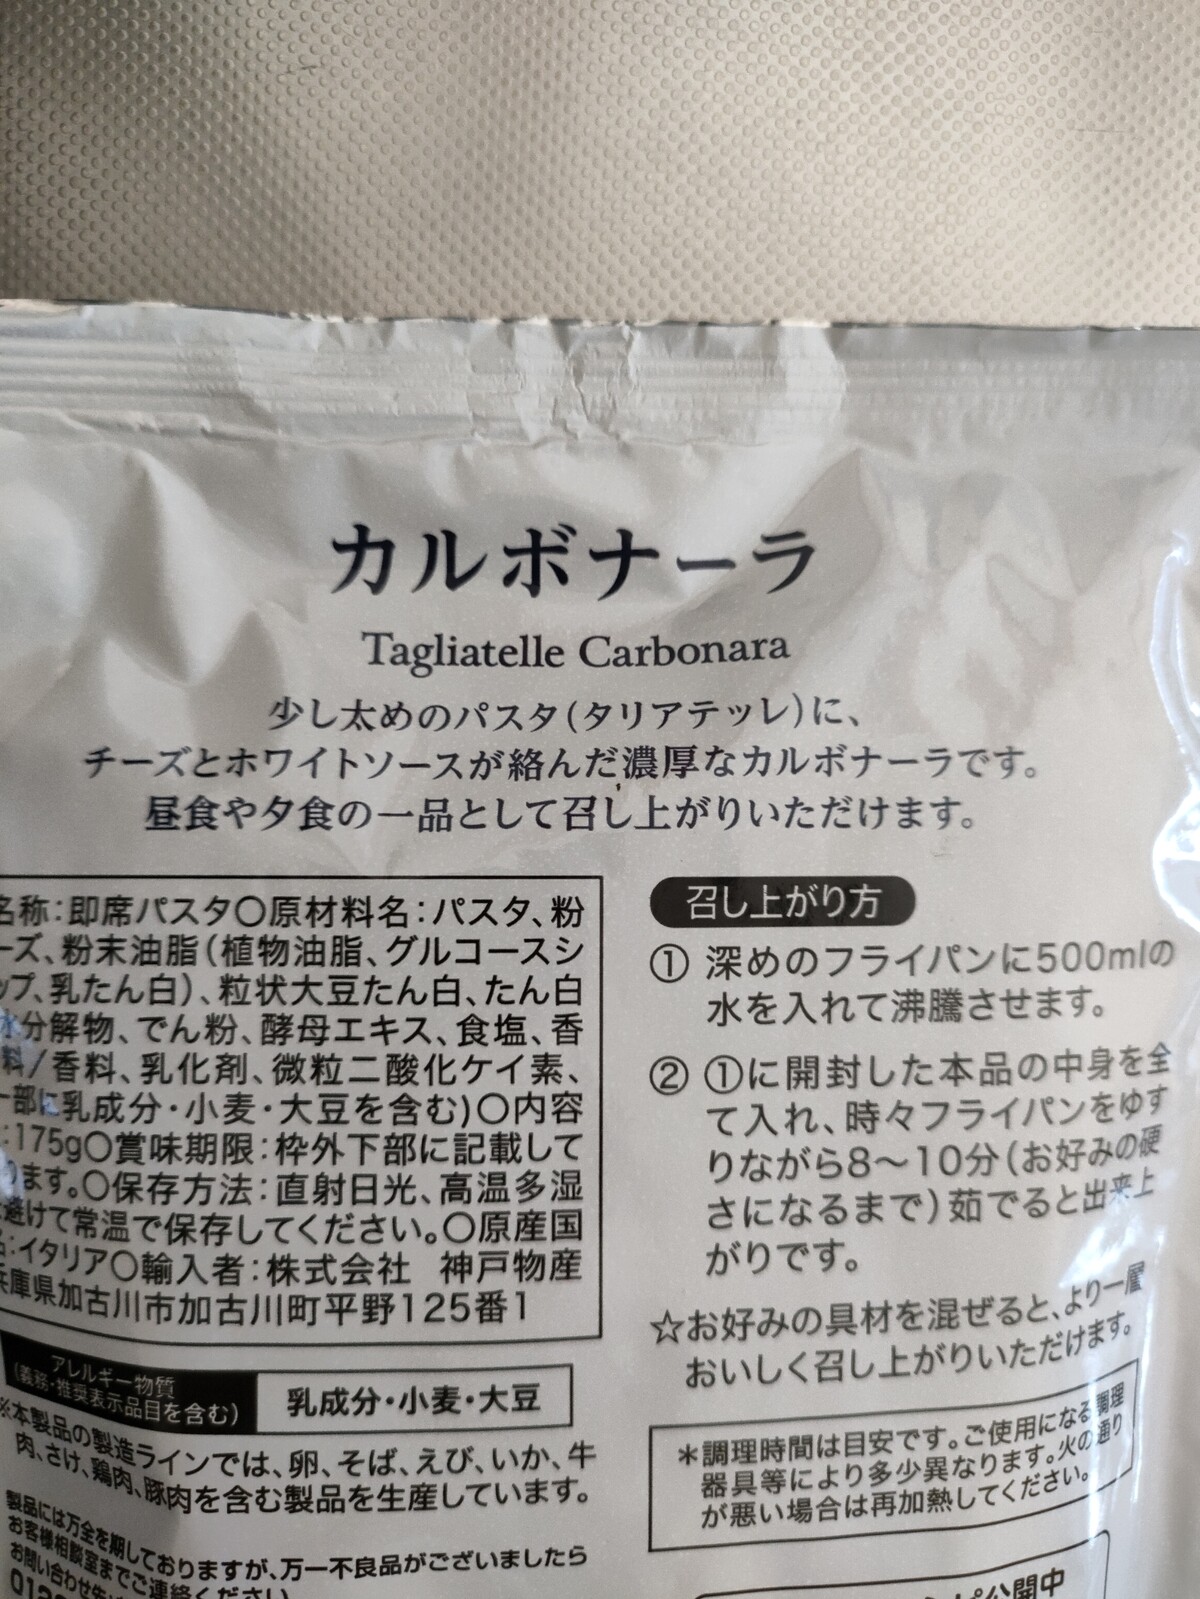 カルボナーラ
Tagliatelle Carbonara
少し太めのパスタ(タリアテッレ)に、
チーズとホワイトソースが絡んだ濃厚なカルボナーラです。
昼食や夕食の一品として召し上がりいただけます。
名称:即席パスタ〇原材料名:パスタ、粉
ーズ、粉末油脂(植物油脂、グルコースシ
ップ、乳たん白)、粒状大豆たん白、たん白
水分解物、でん粉、酵母エキス、食塩、香
料/香料、乳化剤、微粒二酸化ケイ素、
一部に乳成分・小麦・大豆を含む)〇内容
:175g〇賞味期限:枠外下部に記載して
ります。〇保存方法:直射日光、高温多湿
避けて常温で保存してください。〇原産国
名:イタリア〇輸入者:株式会社 神戸物産
兵庫県加古川市加古川町平野125番1
アレルギー物質
(義務・推奨表示品目を含む)
乳成分・小麦・大豆
※本製品の製造ラインでは、卵、そば、えび、いか、牛
肉、さけ、鶏肉、豚肉を含む製品を生産しています。
製品には万全を期しておりますが、万一不良品がございましたら
お客様相談室までご連絡ください
お問い合わせ先
012
召し上がり方
① 深めのフライパンに500mlの
水を入れて沸騰させます。
② ①に開封した本品の中身を全
て入れ、時々フライパンをゆす
りながら8〜10分(お好みの硬
さになるまで)茹でると出来上
がりです。
☆お好みの具材を混ぜると、より一層
おいしく召し上がりいただけます。
*調理時間は目安です。ご使用になる調理
器具等により多少異なります。火の通り
が悪い場合は再加熱してください。
公開中